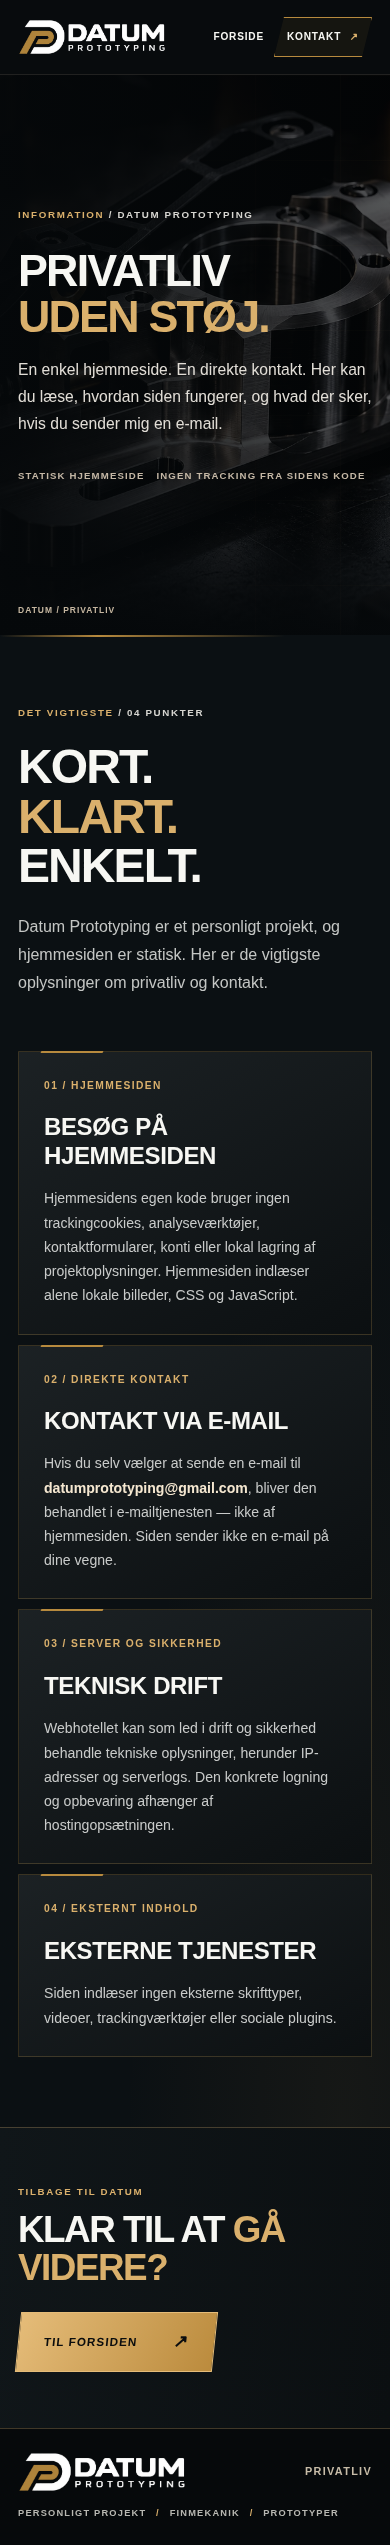 DATUM
PROTOTYPING
FORSIDE
KONTAKT ↗
INFORMATION / DATUM PROTOTYPING
PRIVATLIV
UDEN STØJ.
En enkel hjemmeside. En direkte kontakt. Her kan
du læse, hvordan siden fungerer, og hvad der sker,
hvis du sender mig en e-mail.
STATISK HJEMMESIDE INGEN TRACKING FRA SIDENS KODE
DATUM / PRIVATLIV
DET VIGTIGSTE / 04 PUNKTER
KORT.
KLART.
ENKELT.
Datum Prototyping er et personligt projekt, og
hjemmesiden er statisk. Her er de vigtigste
oplysninger om privatliv og kontakt.
01 / HJEMMESIDEN
BESØG PÅ
HJEMMESIDEN
Hjemmesidens egen kode bruger ingen
trackingcookies, analyseværktøjer,
kontaktformularer, konti eller lokal lagring af
projektoplysninger. Hjemmesiden indlæser
alene lokale billeder, CSS og JavaScript.
02 / DIREKTE KONTAKT
KONTAKT VIA E-MAIL
Hvis du selv vælger at sende en e-mail til
datumprototyping@gmail.com, bliver den
behandlet i e-mailtjenesten — ikke af
hjemmesiden. Siden sender ikke en e-mail på
dine vegne.
03 / SERVER OG SIKKERHED
TEKNISK DRIFT
Webhotellet kan som led i drift og sikkerhed
behandle tekniske oplysninger, herunder IP-
adresser og serverlogs. Den konkrete logning
og opbevaring afhænger af
hostingopsætningen.
04 / EKSTERNT INDHOLD
EKSTERNE TJENESTER
Siden indlæser ingen eksterne skrifttyper,
videoer, trackingværktøjer eller sociale plugins.
TILBAGE TIL DATUM
KLAR TIL AT GÅ
VIDERE?
TIL FORSIDEN ↗
DATUM
PROTOTYPING
PRIVATLIV
PERSONLIGT PROJEKT / FINMEKANIK / PROTOTYPER